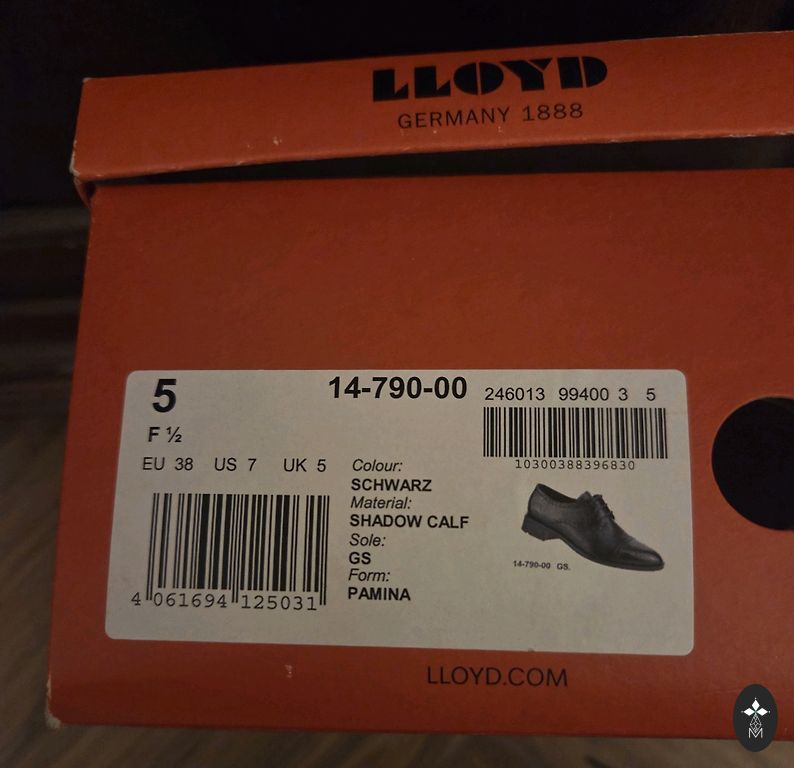 LLOYD
GERMANY 1888
5
14-790-00
246013 99400 3 5
F ½
10300388396830
EU 38 US 7 UK 5
Colour:
SCHWARZ
Material:
SHADOW CALF
Sole:
GS
Form:
PAMINA
14-790-00 GS.
4 061694 125031
LLOYD.COM
M